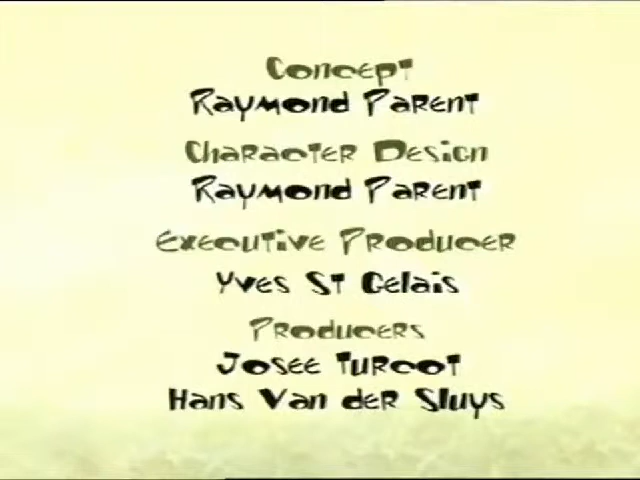 Concept
Raymond Parent
Character Design
Raymond Parent
Executive Producer
Yves St Gelais
Producers
Josee Turcot
Hans Van der Sluys